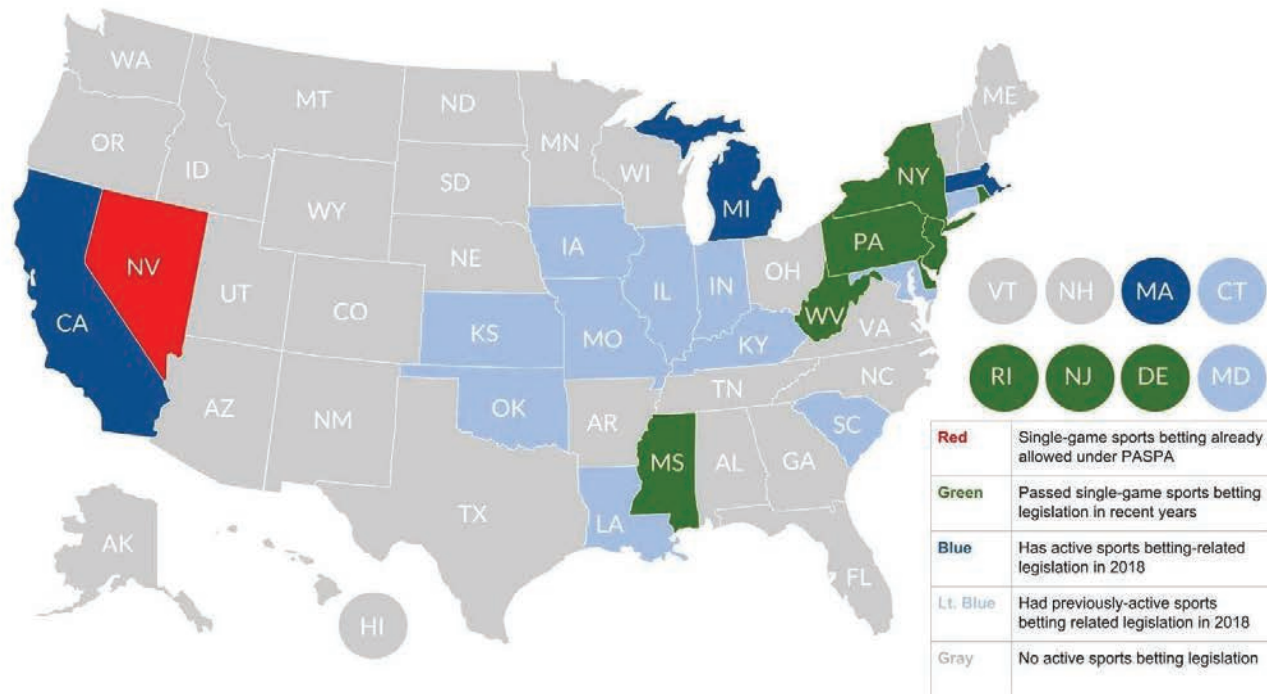 WA
MT
ND
MN
ME
OR
ID
SD
WI
NY
WY
MI
IA
PA
NE
NV
OH
IL
IN
UT
CO
VT
NH
MA
CT
CA
WV
VA
KS
MO
KY
RI
NJ
DE
MD
NC
TN
AZ
NM
OK
AR
SC
MS
AL
GA
TX
LA
AK
FL
HI
Red Single-game sports betting already
allowed under PASPA
Green Passed single-game sports betting
legislation in recent years
Blue Has active sports betting-related
legislation in 2018
Lt. Blue Had previously-active sports
betting related legislation in 2018
Gray No active sports betting legislation